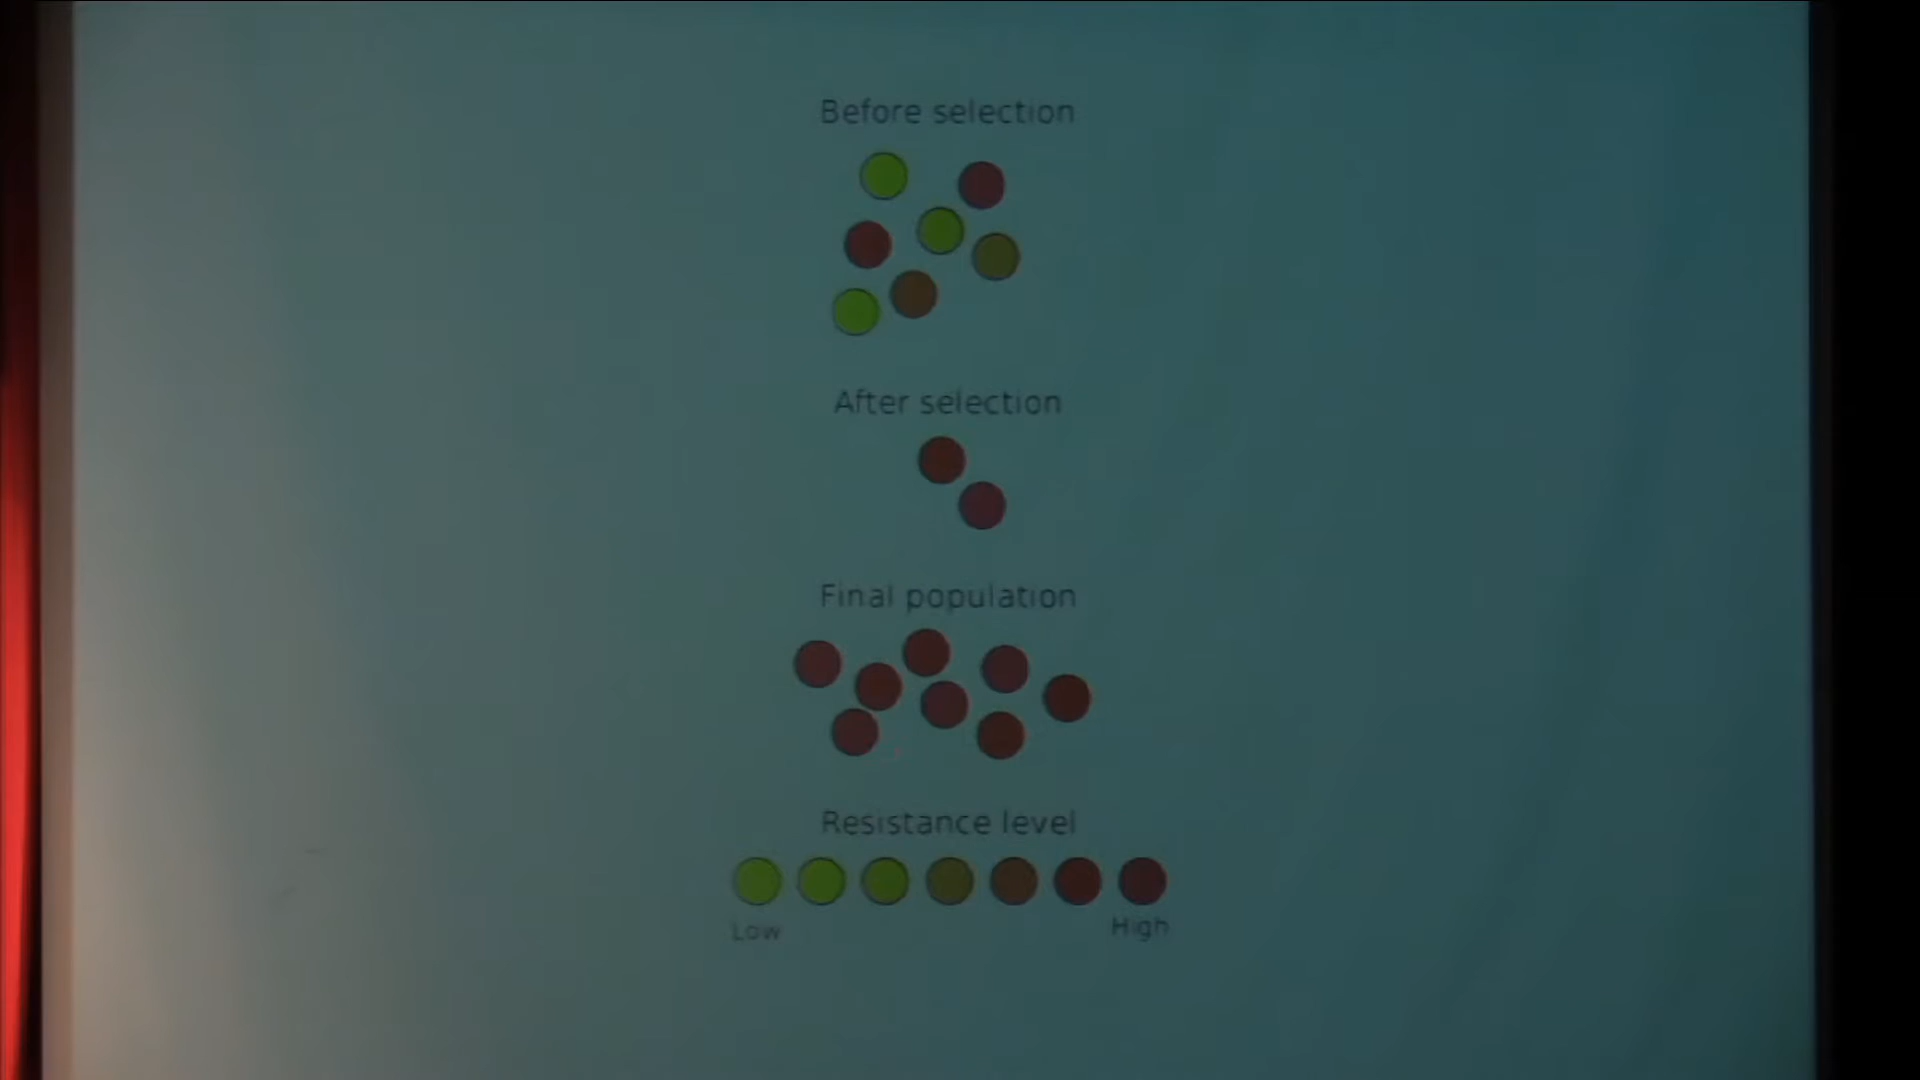 Before selection
After selection
Final population
Resistance level
Low
High